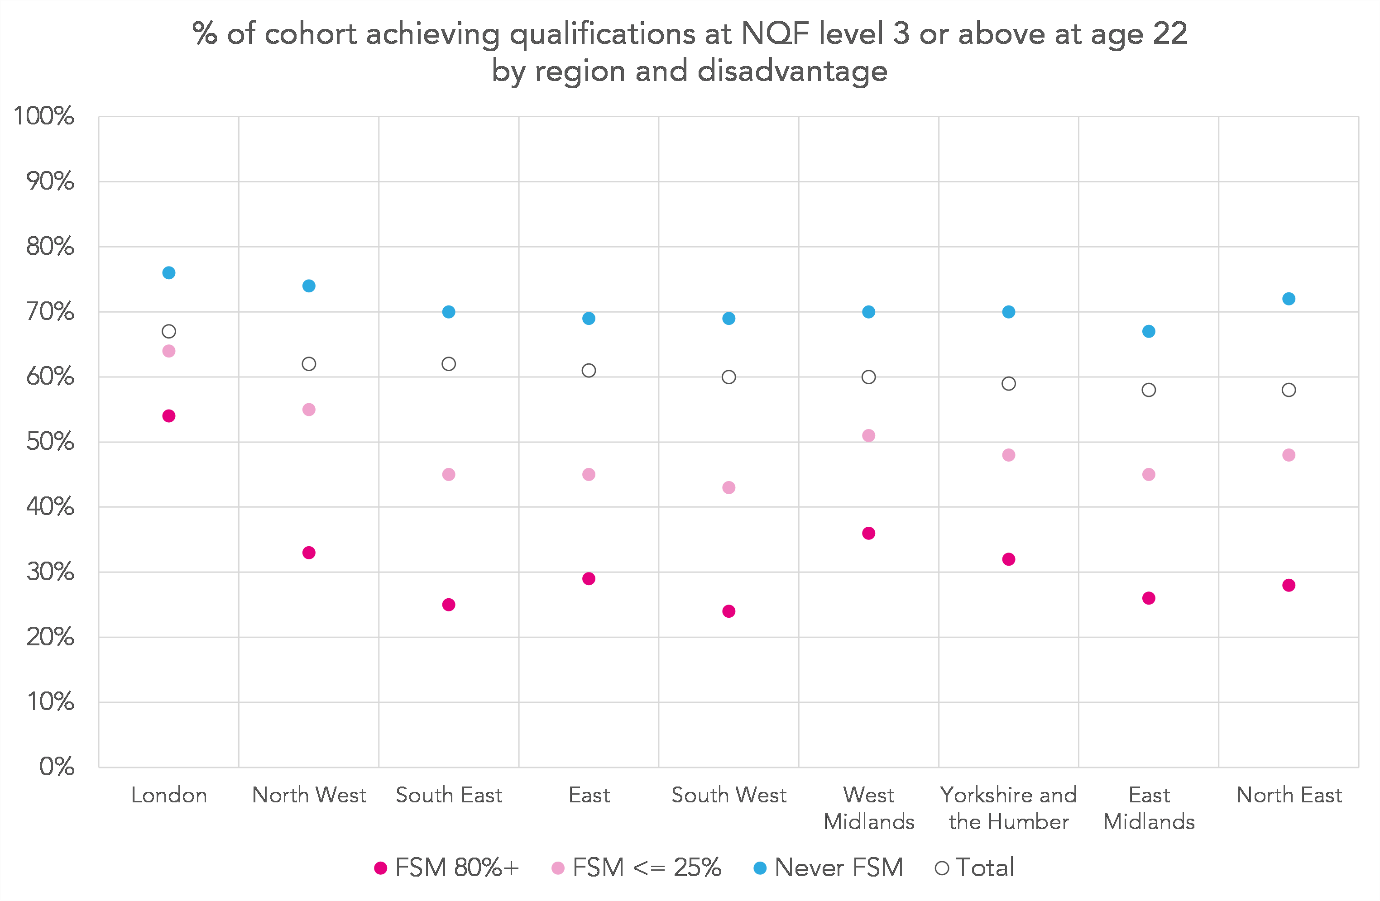 % of cohort achieving qualifications at NQF level 3 or above at age 22
by region and disadvantage
100%
90%
80%
70%
60%
50%
40%
30%
20%
10%
0%
London
North West
South East
East
South West
West
Midlands
Yorkshire and
the Humber
East
Midlands
North East
FSM 80%+
FSM <= 25%
Never FSM
Total